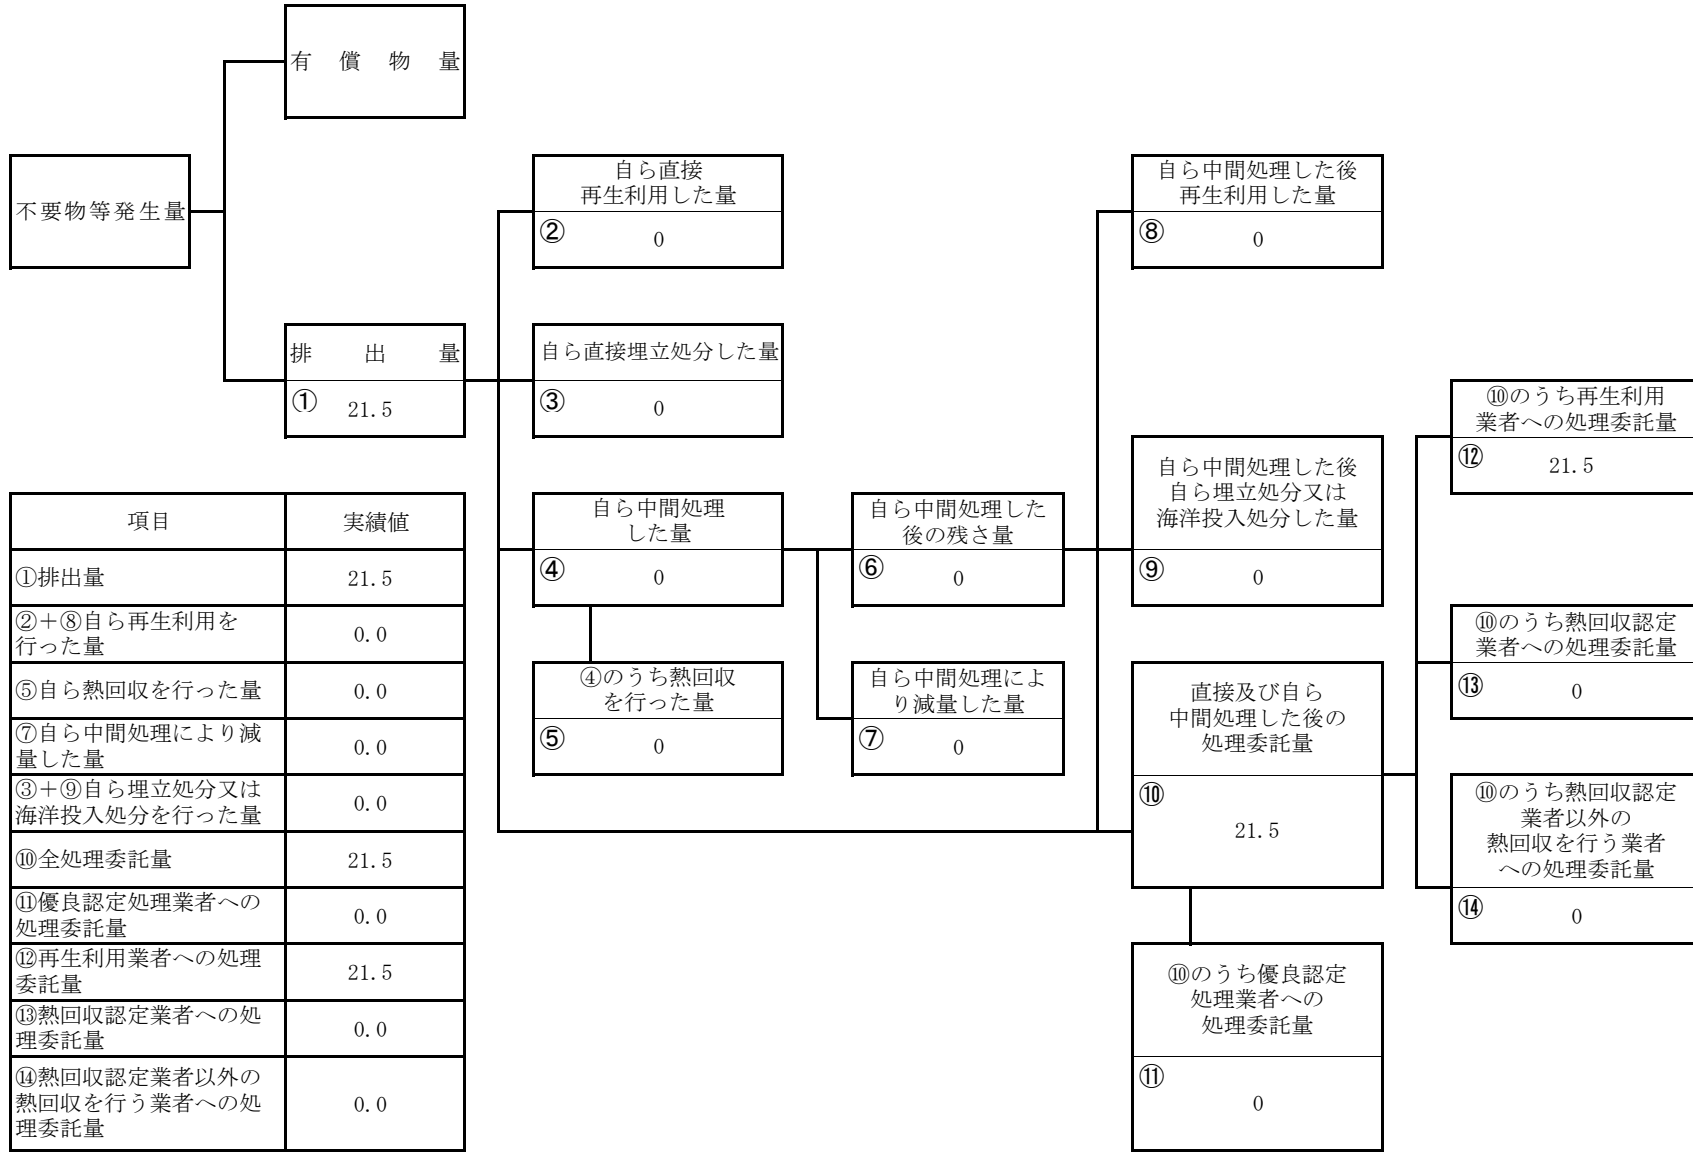 有償物量
不要物等発生量
排出量
① 21.5
自ら直接
再生利用した量
② 0
自ら直接埋立処分した量
③ 0
自ら中間処理
した量
④ 0
④のうち熱回収
を行った量
⑤ 0
自ら中間処理した
後の残さ量
⑥ 0
自ら中間処理によ
り減量した量
⑦ 0
自ら中間処理した後
再生利用した量
⑧ 0
自ら中間処理した後
自ら埋立処分又は
海洋投入処分した量
⑨ 0
直接及び自ら
中間処理した後の
処理委託量
⑩
21.5
⑩のうち優良認定
処理業者への
処理委託量
⑪
0
⑩のうち再生利用
業者への処理委託量
⑫ 21.5
⑩のうち熱回収認定
業者への処理委託量
⑬ 0
⑩のうち熱回収認定
業者以外の
熱回収を行う業者
への処理委託量
⑭ 0
項目 実績値
①排出量 21.5
②+⑧自ら再生利用を
行った量 0.0
⑤自ら熱回収を行った量 0.0
⑦自ら中間処理により減
量した量 0.0
③+⑨自ら埋立処分又は
海洋投入処分を行った量 0.0
⑩全処理委託量 21.5
⑪優良認定処理業者への
処理委託量 0.0
⑫再生利用業者への処理
委託量 21.5
⑬熱回収認定業者への処
理委託量 0.0
⑭熱回収認定業者以外の
熱回収を行う業者への処
理委託量 0.0